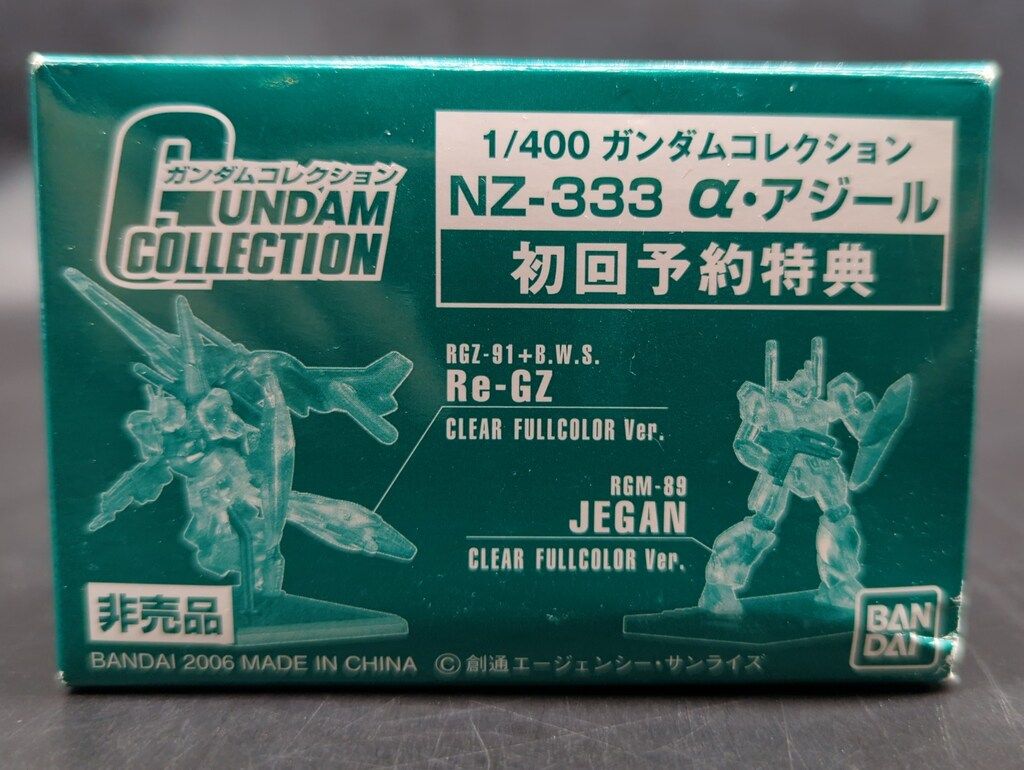 ガンダムコレクション
GUNDAM
COLLECTION
1/400 ガンダムコレクション
NZ-333 α・アジール
初回予約特典
RGZ-91+B.W.S.
Re-GZ
CLEAR FULLCOLOR Ver.
RGM-89
JEGAN
CLEAR FULLCOLOR Ver.
非売品
BANDAI 2006 MADE IN CHINA ©創通エージェンシー・サンライズ
BAN
DAI